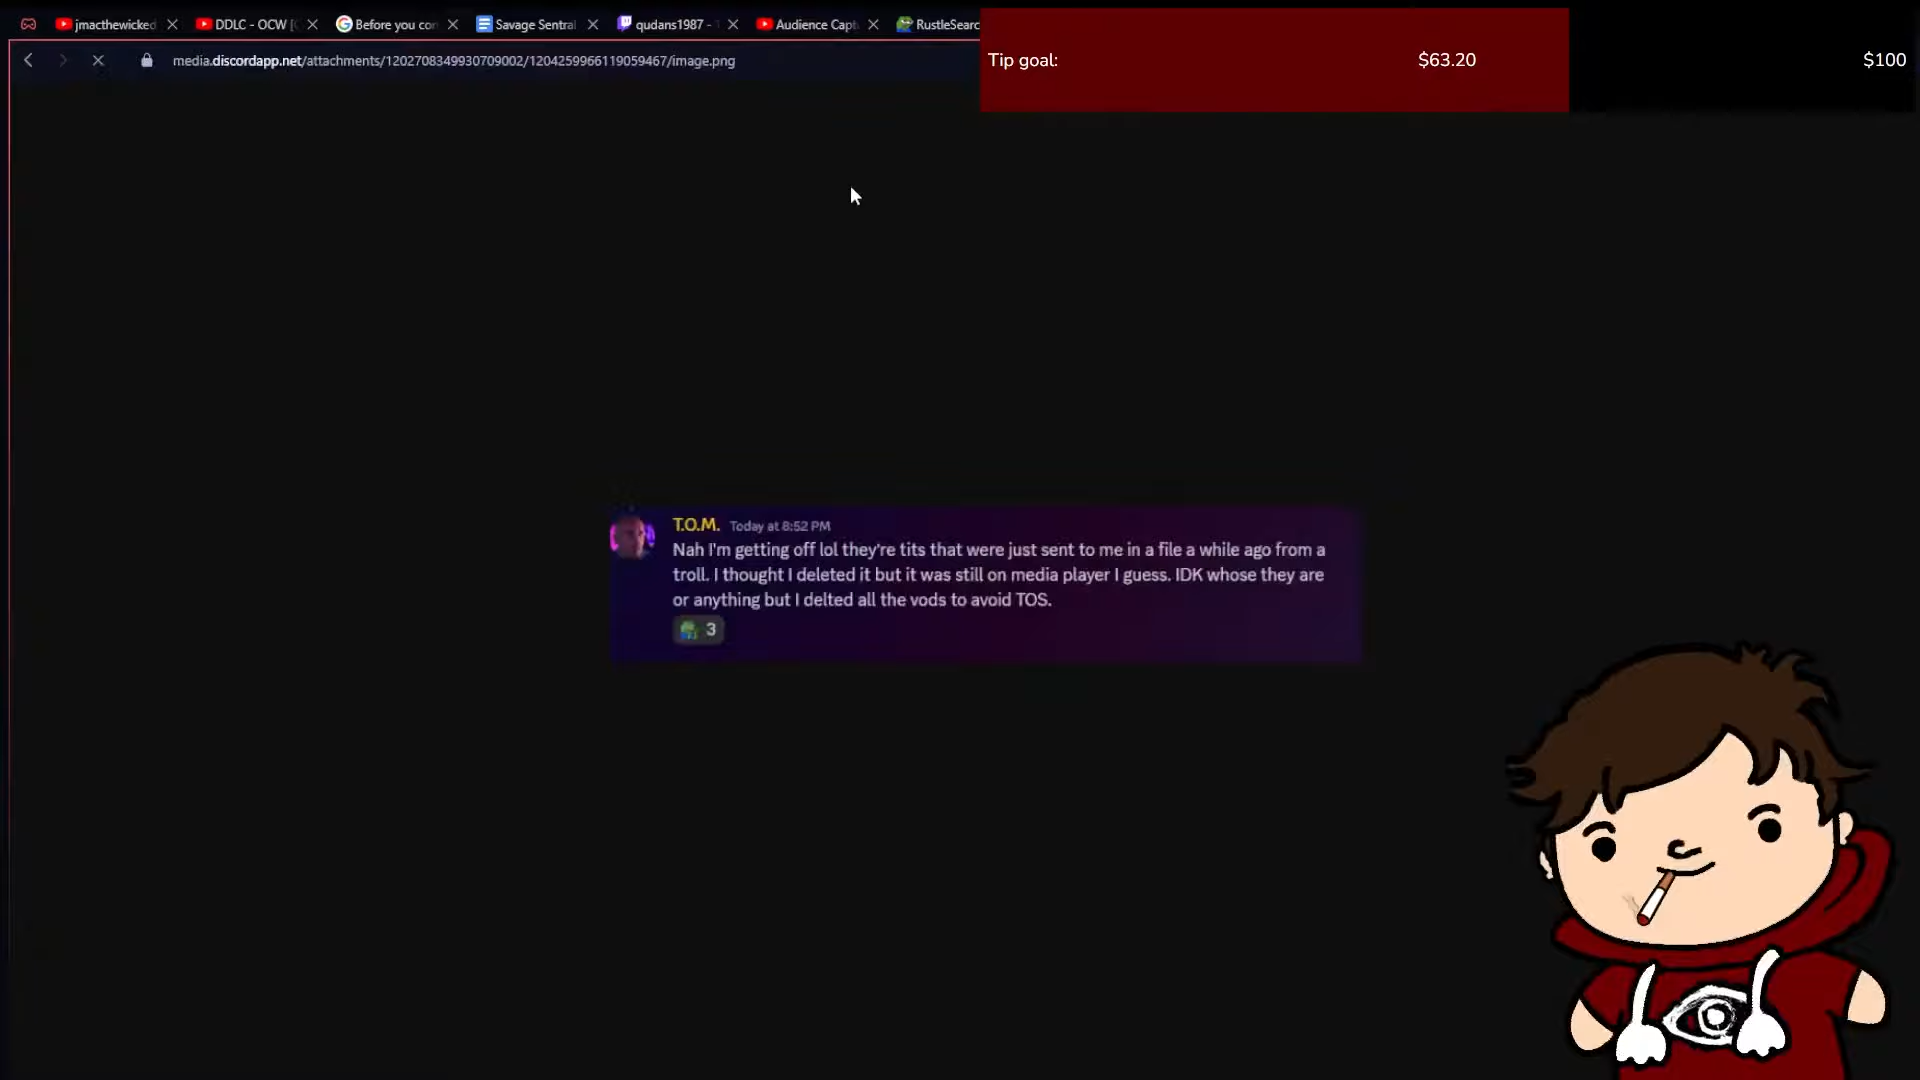 jmacthewicked
DDLC - OCW [
Before you con
Savage Sentral
qudans1987 -
Audience Capt
RustleSearc
media.discordapp.net/attachments/1202708349930709002/1204259966119059467/image.png
Tip goal:
$63.20
$100
T.O.M. Today at 8:52 PM
Nah I'm getting off lol they're tits that were just sent to me in a file a while ago from a
troll. I thought I deleted it but it was still on media player I guess. IDK whose they are
or anything but I delted all the vods to avoid TOS.
3